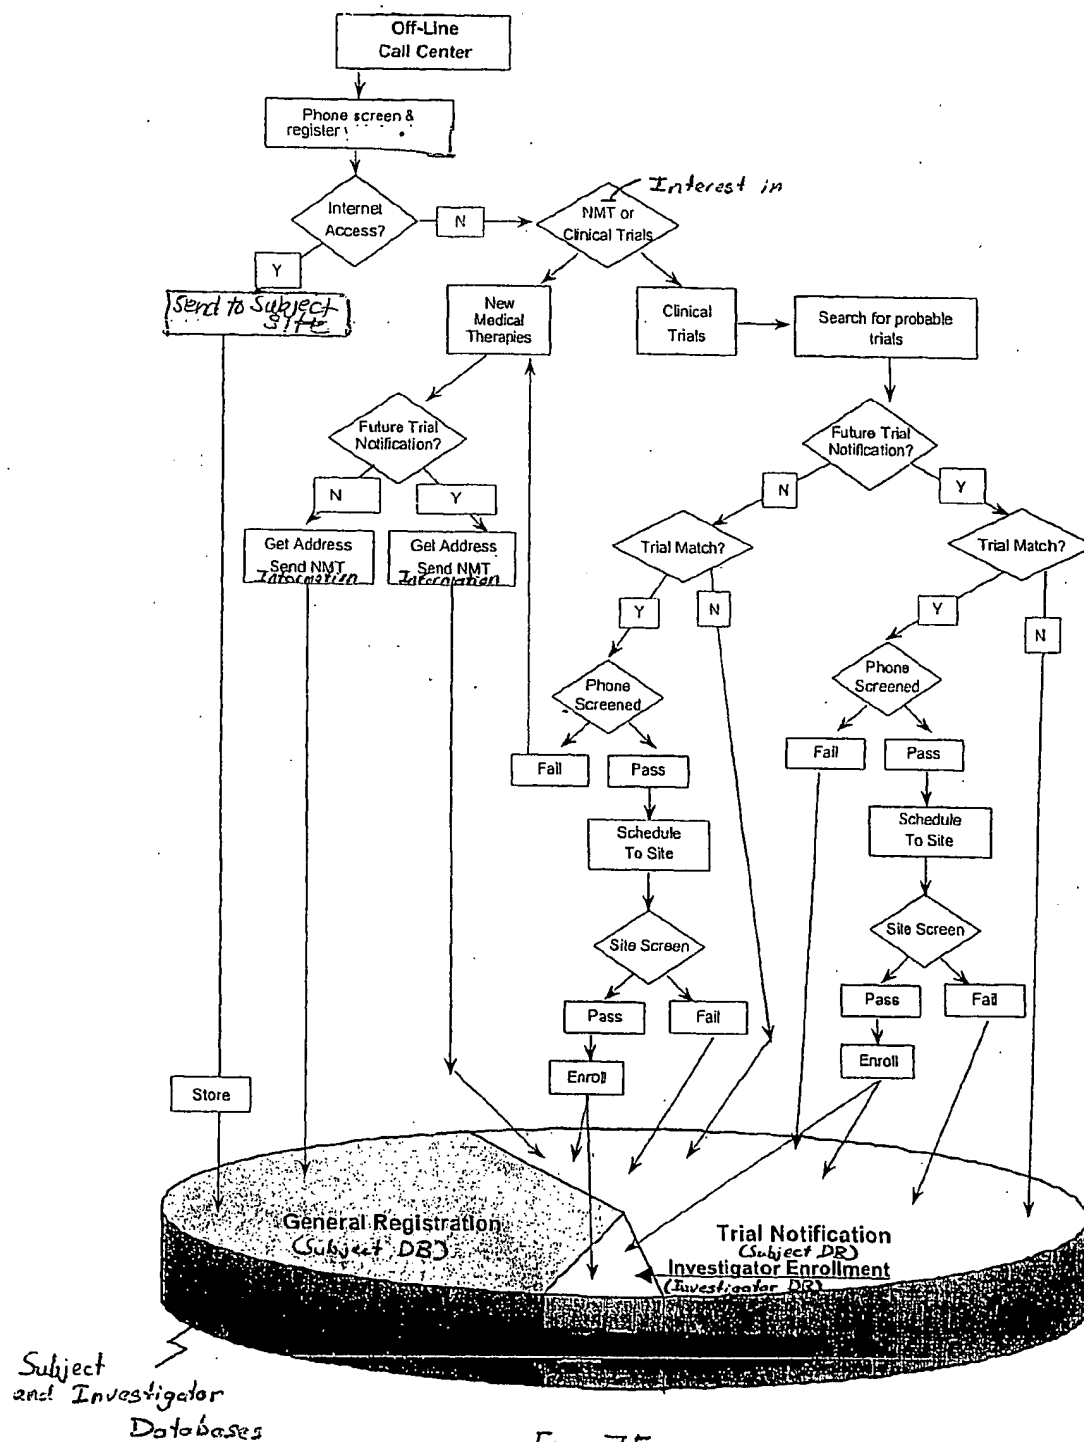 Off-Line
Call Center
Phone screen &
register
Interest in
Internet
Access?
N
NMT or
Clinical Trials
Y
Send to Subject
Site
New
Medical
Therapies
Clinical
Trials
Search for probable
trials
Future Trial
Notification?
Future Trial
Notification?
N
Y
N
Y
Get Address
Send NMT
Information
Get Address
Send NMT
Information
Trial Match?
Trial Match?
Y
N
Y
N
Phone
Screened
Phone
Screened
Fail
Pass
Fail
Pass
Schedule
To Site
Schedule
To Site
Site Screen
Site Screen
Pass
Fail
Pass
Fail
Enroll
Enroll
Store
General Registration
(Subject DB)
Trial Notification
(Subject DB)
Investigator Enrollment
(Investigator DB)
Subject
and Investigator
Databases